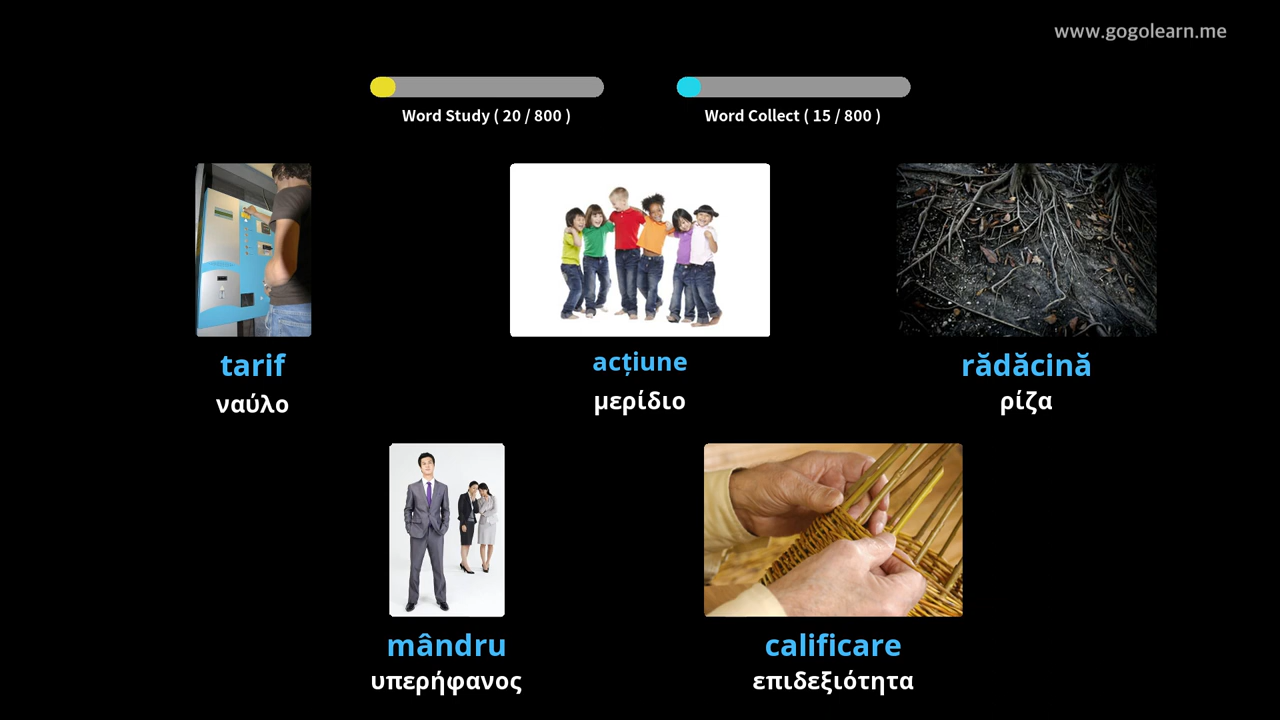 www.gogolearn.me
Word Study ( 20 / 800 )
Word Collect ( 15 / 800 )
tarif
ναύλο
acțiune
μερίδιο
rădăcină
ρίζα
mândru
υπερήφανος
calificare
επιδεξιότητα